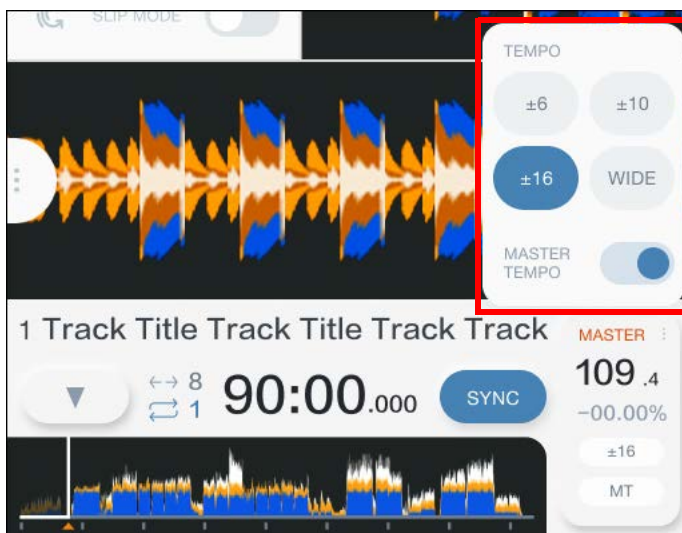 SLIP MODE
TEMPO
±6 ±10
±16 WIDE
MASTER
TEMPO
1 Track Title Track Title Track Track
MASTER
8
1
90:00.000
SYNC
109.4
−00.00%
±16
MT